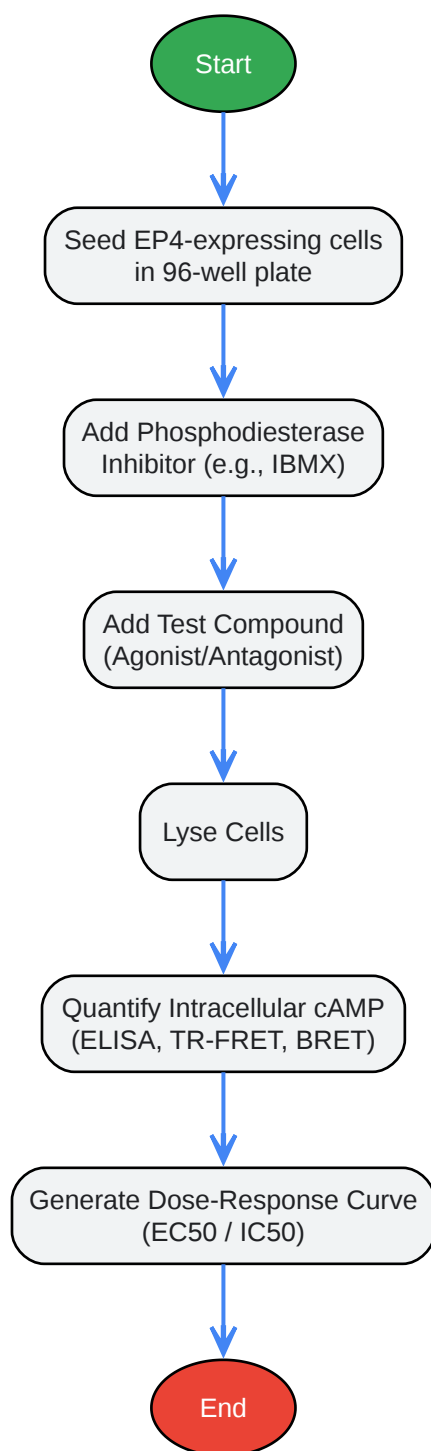 Start
Seed EP4-expressing cells
in 96-well plate
Add Phosphodiesterase
Inhibitor (e.g., IBMX)
Add Test Compound
(Agonist/Antagonist)
Lyse Cells
Quantify Intracellular cAMP
(ELISA, TR-FRET, BRET)
Generate Dose-Response Curve
(EC50 / IC50)
End